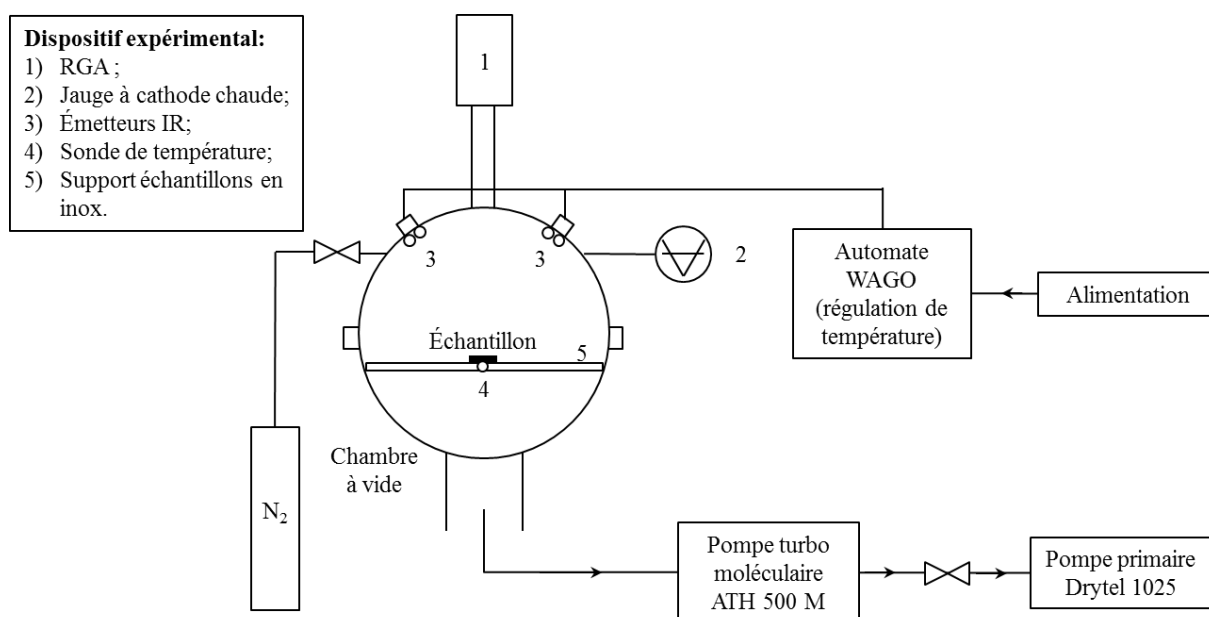 Dispositif expérimental:
1) RGA ;
2) Jauge à cathode chaude;
3) Émetteurs IR;
4) Sonde de température;
5) Support échantillons en
inox.
1
3
3
2
Automate
WAGO
(régulation de
température)
Alimentation
Échantillon
5
4
Chambre
à vide
N₂
Pompe turbo
moléculaire
ATH 500 M
Pompe primaire
Drytel 1025